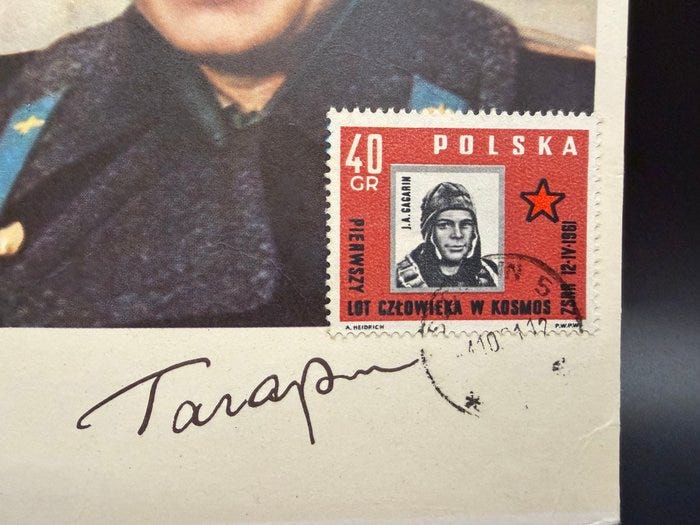 40
GR
POLSKA
J.A. GAGARIN
PIERWSZY
LOT CZŁOWIEKA W KOSMOS
ZSRR 12·IV·1961
A. HEIDRICH
P.W.P.W.
Гагарин